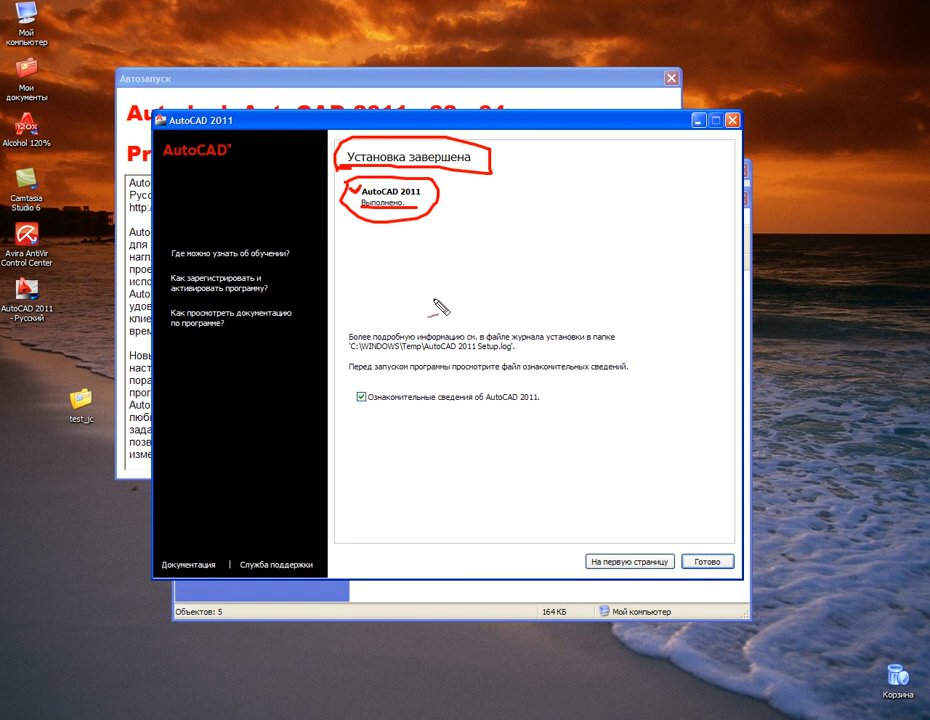 Мой
компьютер
Мои
документы
Alcohol 120%
Camtasia
Studio 6
Avira AntiVir
Control Center
AutoCAD 2011
- Русский
test_jc
Корзина
Автозапуск
AutoCAD 2011
AutoCAD
Где можно узнать об обучении?
Как зарегистрировать и
активировать программу?
Как просмотреть документацию
по программе?
Документация | Служба поддержки
Установка завершена
AutoCAD 2011
Выполнено.
Более подробную информацию см. в файле журнала установки в папке
'C:\WINDOWS\Temp\AutoCAD 2011 Setup.log'.
Перед запуском программы просмотрите файл ознакомительных сведений.
Ознакомительные сведения об AutoCAD 2011.
На первую страницу
Готово
Объектов: 5
164 КБ
Мой компьютер